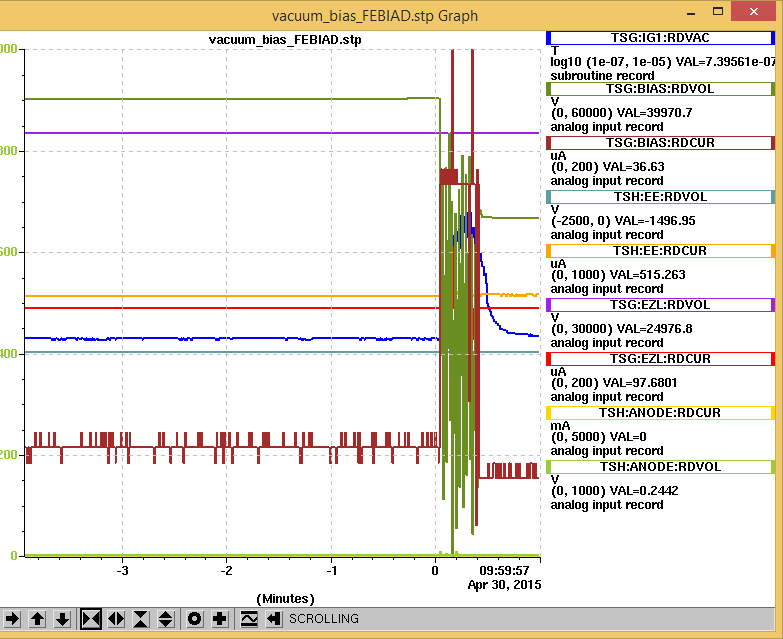 vacuum_bias_FEBIAD.stp Graph
vacuum_bias_FEBIAD.stp
000
800
600
400
200
0
-3
-2
-1
0
09:59:57
Apr 30, 2015
(Minutes)
TSG:IG1:RDVAC
T
log10 (1e-07, 1e-05) VAL=7.39561e-07
subroutine record
TSG:BIAS:RDVOL
V
(0, 60000) VAL=39970.7
analog input record
TSG:BIAS:RDCUR
uA
(0, 200) VAL=36.63
analog input record
TSH:EE:RDVOL
V
(-2500, 0) VAL=-1496.95
analog input record
TSH:EE:RDCUR
uA
(0, 1000) VAL=515.263
analog input record
TSG:EZL:RDVOL
V
(0, 30000) VAL=24976.8
analog input record
TSG:EZL:RDCUR
uA
(0, 200) VAL=97.6801
analog input record
TSH:ANODE:RDCUR
mA
(0, 5000) VAL=0
analog input record
TSH:ANODE:RDVOL
V
(0, 1000) VAL=0.2442
analog input record
SCROLLING